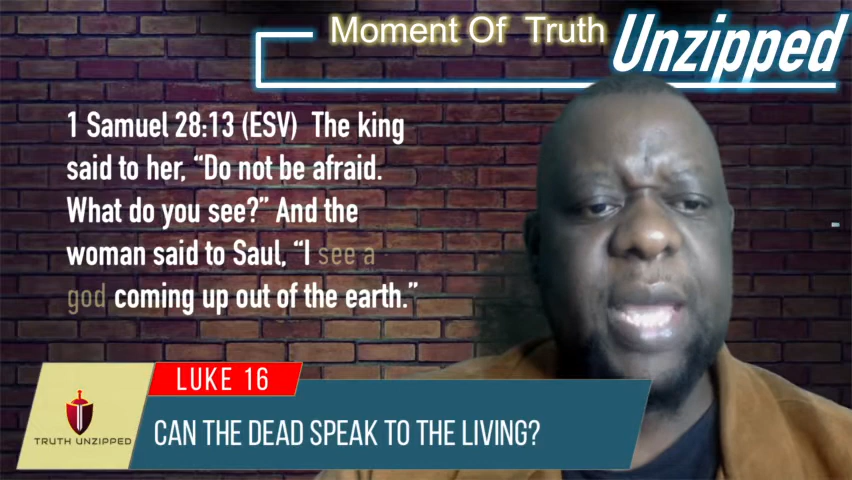 Moment Of Truth
Unzipped
1 Samuel 28:13 (ESV) The king
said to her, “Do not be afraid.
What do you see?” And the
woman said to Saul, “I see a
god coming up out of the earth.”
LUKE 16
TRUTH UNZIPPED
CAN THE DEAD SPEAK TO THE LIVING?